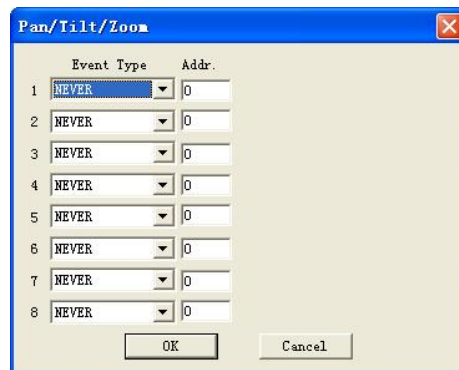 Pan/Tilt/Zoom
Event Type Addr.
1 NEVER 0
2 NEVER 0
3 NEVER 0
4 NEVER 0
5 NEVER 0
6 NEVER 0
7 NEVER 0
8 NEVER 0
OK Cancel